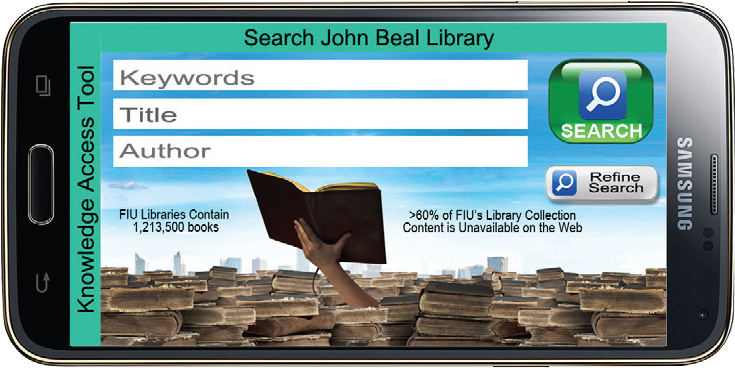 Search John Beal Library
Knowledge Access Tool
Keywords
Title
Author
SEARCH
Refine
Search
FIU Libraries Contain
1,213,500 books
>60% of FIU's Library Collection
Content is Unavailable on the Web
SAMSUNG